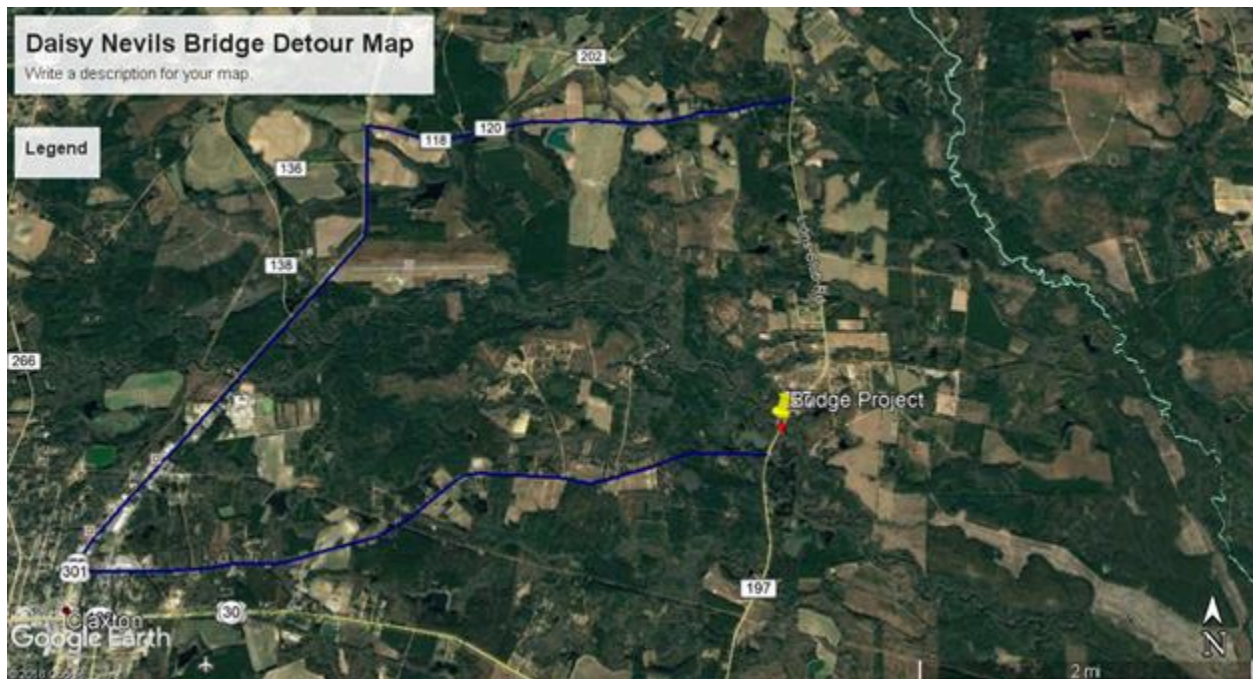 Daisy Nevils Bridge Detour Map
Write a description for your map.
Legend
202
120
118
136
138
266
Bridge Project
301
197
30
Claxton
Google Earth
N
2 mi